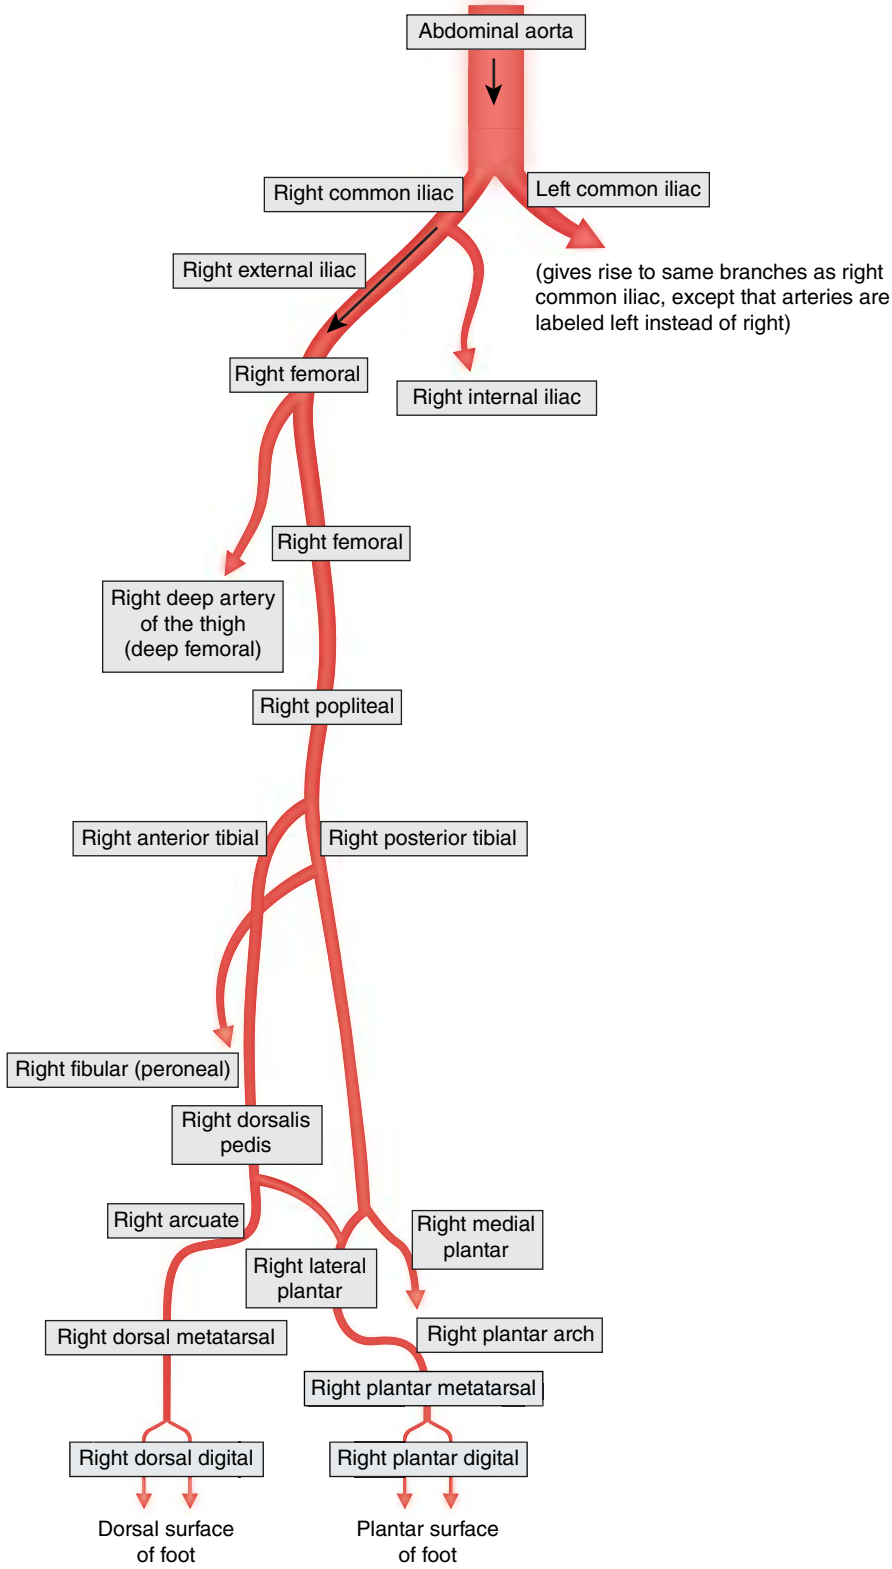 Abdominal aorta
Right common iliac
Left common iliac
Right external iliac
(gives rise to same branches as right
common iliac, except that arteries are
labeled left instead of right)
Right femoral
Right internal iliac
Right femoral
Right deep artery
of the thigh
(deep femoral)
Right popliteal
Right anterior tibial
Right posterior tibial
Right fibular (peroneal)
Right dorsalis
pedis
Right arcuate
Right medial
plantar
Right lateral
plantar
Right dorsal metatarsal
Right plantar arch
Right plantar metatarsal
Right dorsal digital
Right plantar digital
Dorsal surface
of foot
Plantar surface
of foot